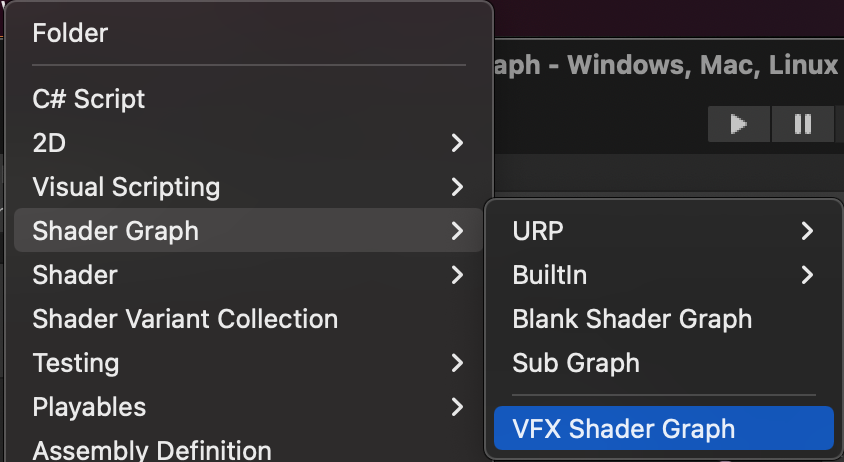 Folder
aph - Windows, Mac, Linux
C# Script
2D
Visual Scripting
Shader Graph
URP
Shader
BuiltIn
Shader Variant Collection
Blank Shader Graph
Testing
Sub Graph
Playables
VFX Shader Graph
Assembly Definition